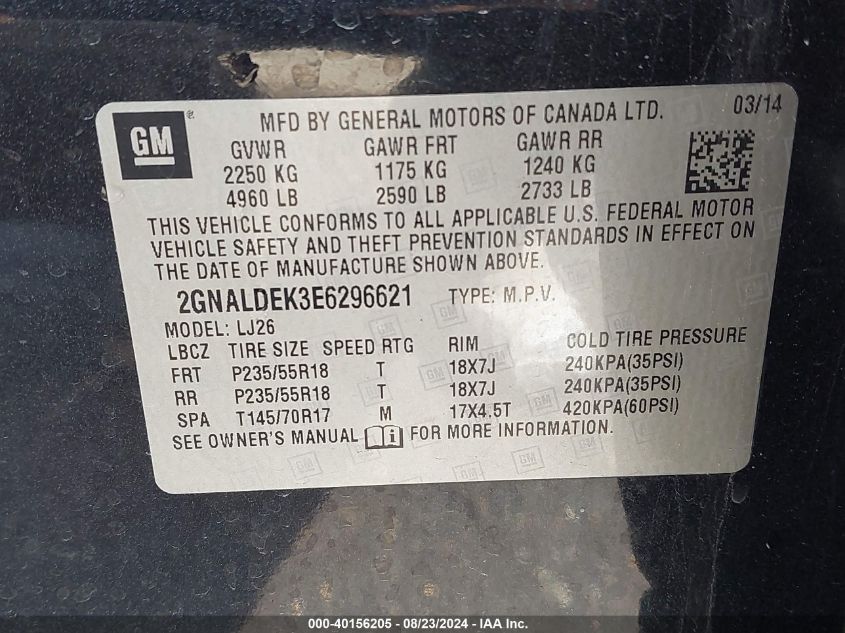 GM
®
MFD BY GENERAL MOTORS OF CANADA LTD. 03/14
GVWR GAWR FRT GAWR RR
2250 KG 1175 KG 1240 KG
4960 LB 2590 LB 2733 LB
THIS VEHICLE CONFORMS TO ALL APPLICABLE U.S. FEDERAL MOTOR
VEHICLE SAFETY AND THEFT PREVENTION STANDARDS IN EFFECT ON
THE DATE OF MANUFACTURE SHOWN ABOVE.
2GNALDEK3E6296621 TYPE: M.P.V.
MODEL: LJ26
LBCZ TIRE SIZE SPEED RTG RIM COLD TIRE PRESSURE
FRT P235/55R18 T 18X7J 240KPA(35PSI)
RR P235/55R18 T 18X7J 240KPA(35PSI)
SPA T145/70R17 M 17X4.5T 420KPA(60PSI)
SEE OWNER'S MANUAL i FOR MORE INFORMATION.
000-40156205 - 08/23/2024 - IAA Inc.